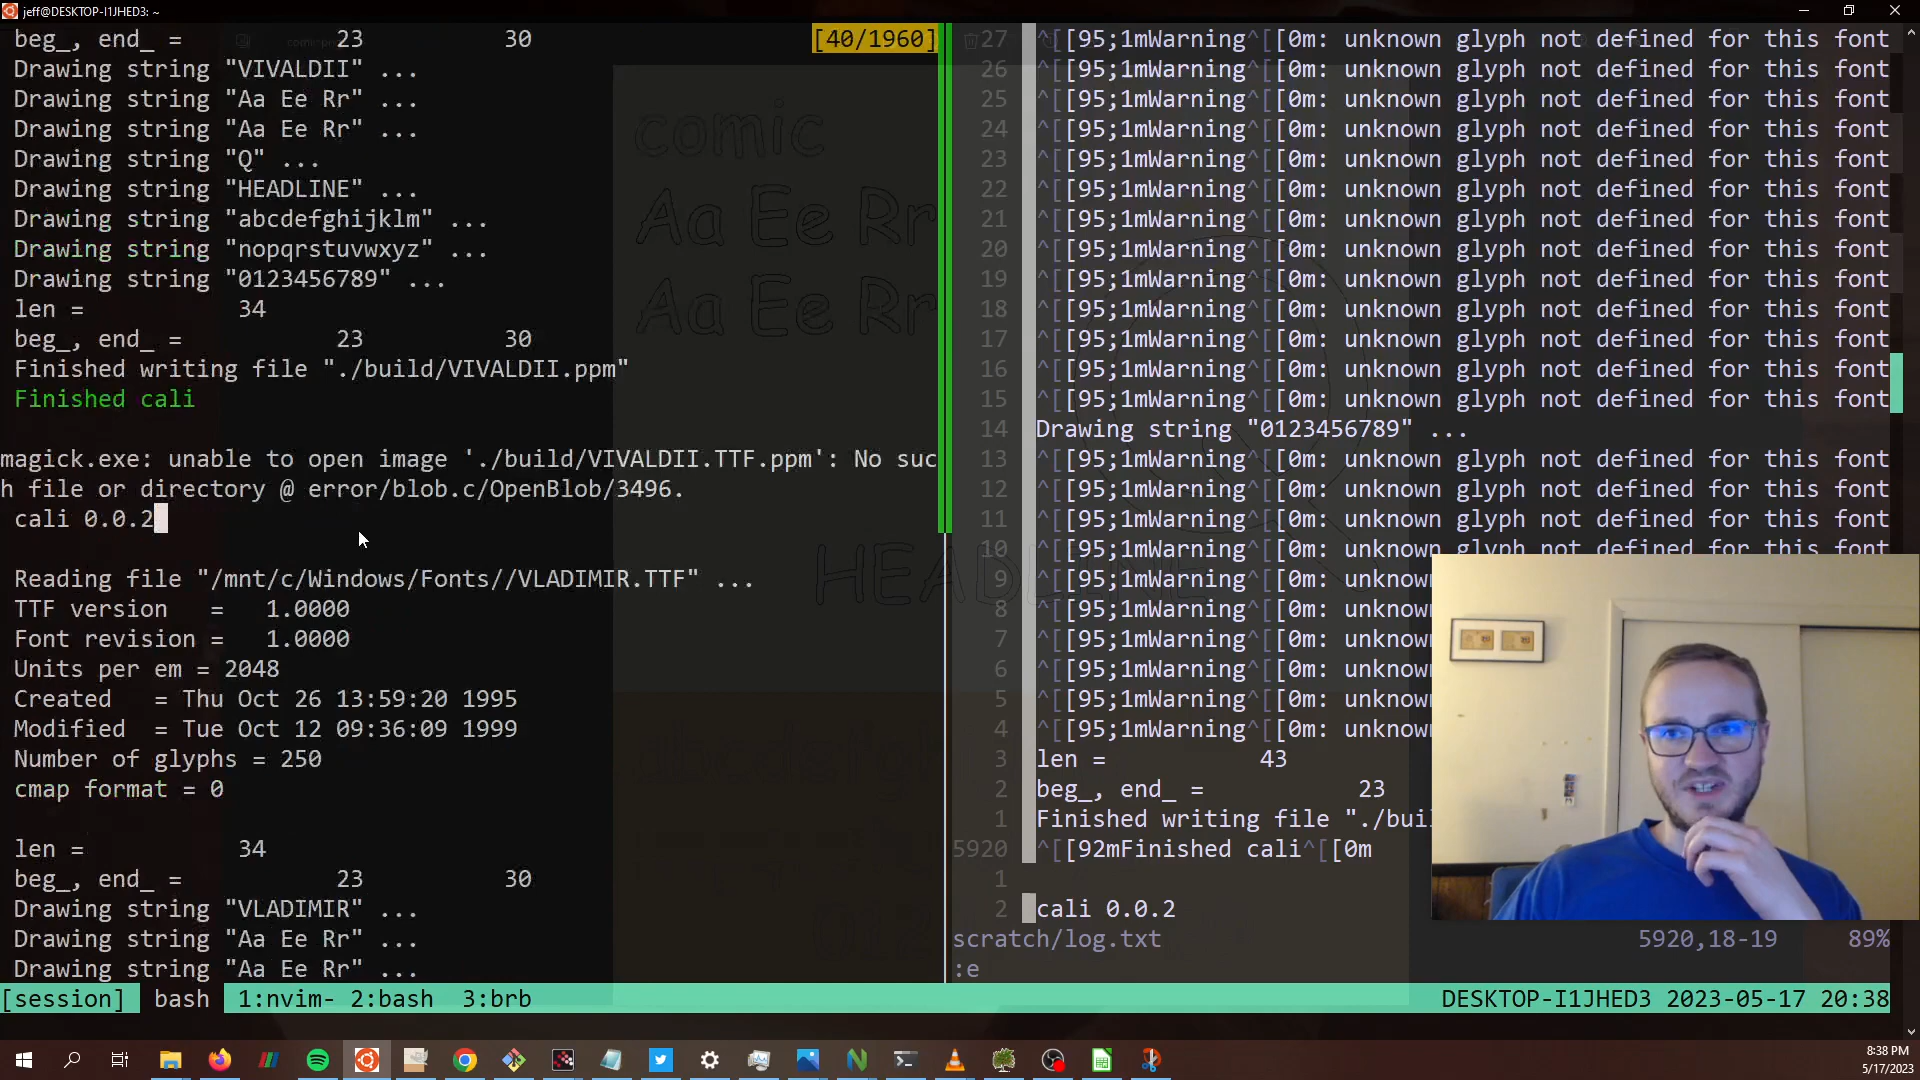 jeff@DESKTOP-I1JHED3: ~
beg_, end_ = 23 30
[40/1960]
Drawing string "VIVALDII" ...
Drawing string "Aa Ee Rr" ...
Drawing string "Aa Ee Rr" ...
Drawing string "Q" ...
Drawing string "HEADLINE" ...
Drawing string "abcdefghijklm" ...
Drawing string "nopqrstuvwxyz" ...
Drawing string "0123456789" ...
len = 34
beg_, end_ = 23 30
Finished writing file "./build/VIVALDII.ppm"
Finished cali
magick.exe: unable to open image './build/VIVALDII.TTF.ppm': No suc
h file or directory @ error/blob.c/OpenBlob/3496.
cali 0.0.2
Reading file "/mnt/c/Windows/Fonts//VLADIMIR.TTF" ...
TTF version = 1.0000
Font revision = 1.0000
Units per em = 2048
Created = Thu Oct 26 13:59:20 1995
Modified = Tue Oct 12 09:36:09 1999
Number of glyphs = 250
cmap format = 0
len = 34
beg_, end_ = 23 30
Drawing string "VLADIMIR" ...
Drawing string "Aa Ee Rr" ...
Drawing string "Aa Ee Rr" ...
comic
Aa Ee Rr
Aa Ee Rr
HEADLINE
27 ^[[95;1mWarning^[[0m: unknown glyph not defined for this font
26 ^[[95;1mWarning^[[0m: unknown glyph not defined for this font
25 ^[[95;1mWarning^[[0m: unknown glyph not defined for this font
24 ^[[95;1mWarning^[[0m: unknown glyph not defined for this font
23 ^[[95;1mWarning^[[0m: unknown glyph not defined for this font
22 ^[[95;1mWarning^[[0m: unknown glyph not defined for this font
21 ^[[95;1mWarning^[[0m: unknown glyph not defined for this font
20 ^[[95;1mWarning^[[0m: unknown glyph not defined for this font
19 ^[[95;1mWarning^[[0m: unknown glyph not defined for this font
18 ^[[95;1mWarning^[[0m: unknown glyph not defined for this font
17 ^[[95;1mWarning^[[0m: unknown glyph not defined for this font
16 ^[[95;1mWarning^[[0m: unknown glyph not defined for this font
15 ^[[95;1mWarning^[[0m: unknown glyph not defined for this font
14 Drawing string "0123456789" ...
13 ^[[95;1mWarning^[[0m: unknown glyph not defined for this font
12 ^[[95;1mWarning^[[0m: unknown glyph not defined for this font
11 ^[[95;1mWarning^[[0m: unknown glyph not defined for this font
10 ^[[95;1mWarning^[[0m: unknown glyph not defined for this font
9 ^[[95;1mWarning^[[0m: unknow
8 ^[[95;1mWarning^[[0m: unknow
7 ^[[95;1mWarning^[[0m: unknow
6 ^[[95;1mWarning^[[0m: unknow
5 ^[[95;1mWarning^[[0m: unknow
4 ^[[95;1mWarning^[[0m: unknow
3 len = 43
2 beg_, end_ = 23
1 Finished writing file "./bui
5920 ^[[92mFinished cali^[[0m
1
2 cali 0.0.2
scratch/log.txt 5920,18-19 89%
:e
[session] bash 1:nvim- 2:bash 3:brb DESKTOP-I1JHED3 2023-05-17 20:38
8:38 PM
5/17/2023